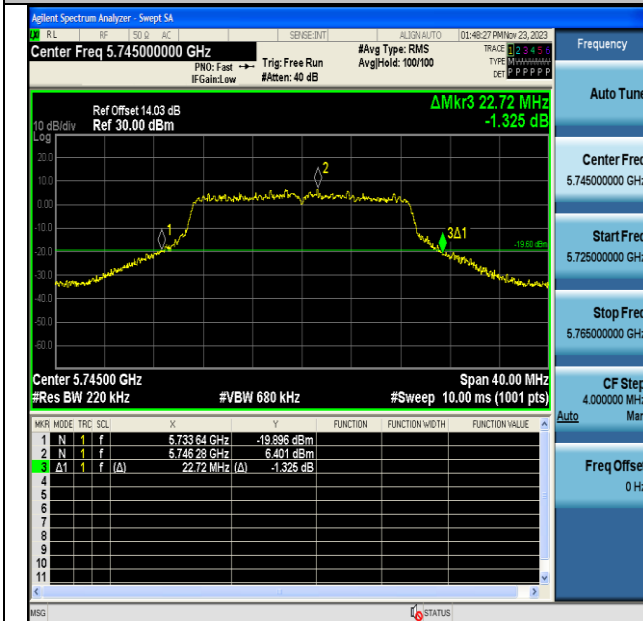 Agilent Spectrum Analyzer - Swept SA
LXI RL RF 50 Ω AC SENSE:INT ALIGN AUTO 01:48:27 PM Nov 23, 2023
Center Freq 5.745000000 GHz #Avg Type: RMS TRACE 1 2 3 4 5 6
PNO: Fast Trig: Free Run Avg|Hold: 100/100 TYPE M
IFGain:Low #Atten: 40 dB DET P P P P P
Frequency
Auto Tune
Center Freq
5.745000000 GHz
Start Freq
5.725000000 GHz
Stop Freq
5.765000000 GHz
CF Step
4.000000 MHz
Auto Man
Freq Offset
0 Hz
ΔMkr3 22.72 MHz
-1.325 dB
Ref Offset 14.03 dB
10 dB/div Ref 30.00 dBm
Log
20.0
10.0
0.00
-10.0
-20.0
-30.0
-40.0
-50.0
-60.0
1
2
3Δ1
-19.60 dBm
Center 5.74500 GHz Span 40.00 MHz
#Res BW 220 kHz #VBW 680 kHz #Sweep 10.00 ms (1001 pts)
MKR MODE TRC SCL X Y FUNCTION FUNCTION WIDTH FUNCTION VALUE
1 N 1 f 5.733 64 GHz -19.896 dBm
2 N 1 f 5.746 28 GHz 6.401 dBm
3 Δ1 1 f (Δ) 22.72 MHz (Δ) -1.325 dB
4
5
6
7
8
9
10
11
MSG STATUS